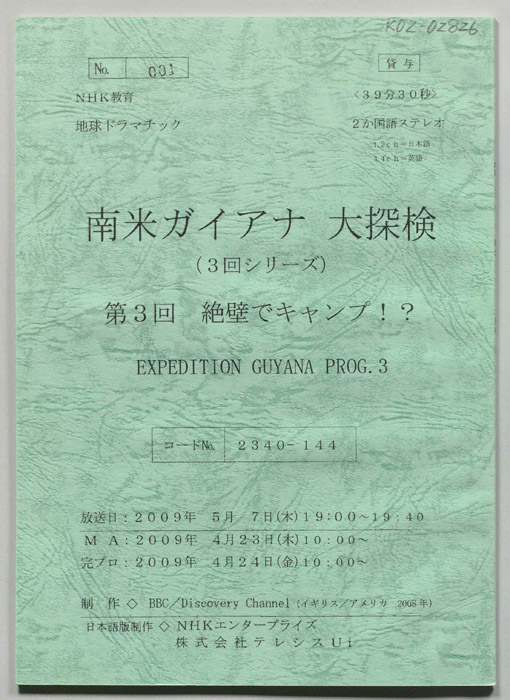 K02-02826
No. 001
貸与
NHK教育
〈39分30秒〉
地球ドラマチック
2か国語ステレオ
1,2ch=日本語
3,4ch=英語
南米ガイアナ 大探検
(3回シリーズ)
第3回 絶壁でキャンプ!?
EXPEDITION GUYANA PROG.3
コードNo. 2340-144
放送日:2009年 5月 7日(木)19:00~19:40
MA:2009年 4月23日(木)10:00~
完プロ:2009年 4月24日(金)10:00~
制作◇ BBC/Discovery Channel (イギリス/アメリカ 2008年)
日本語版制作◇NHKエンタープライズ
株式会社テレシスUi